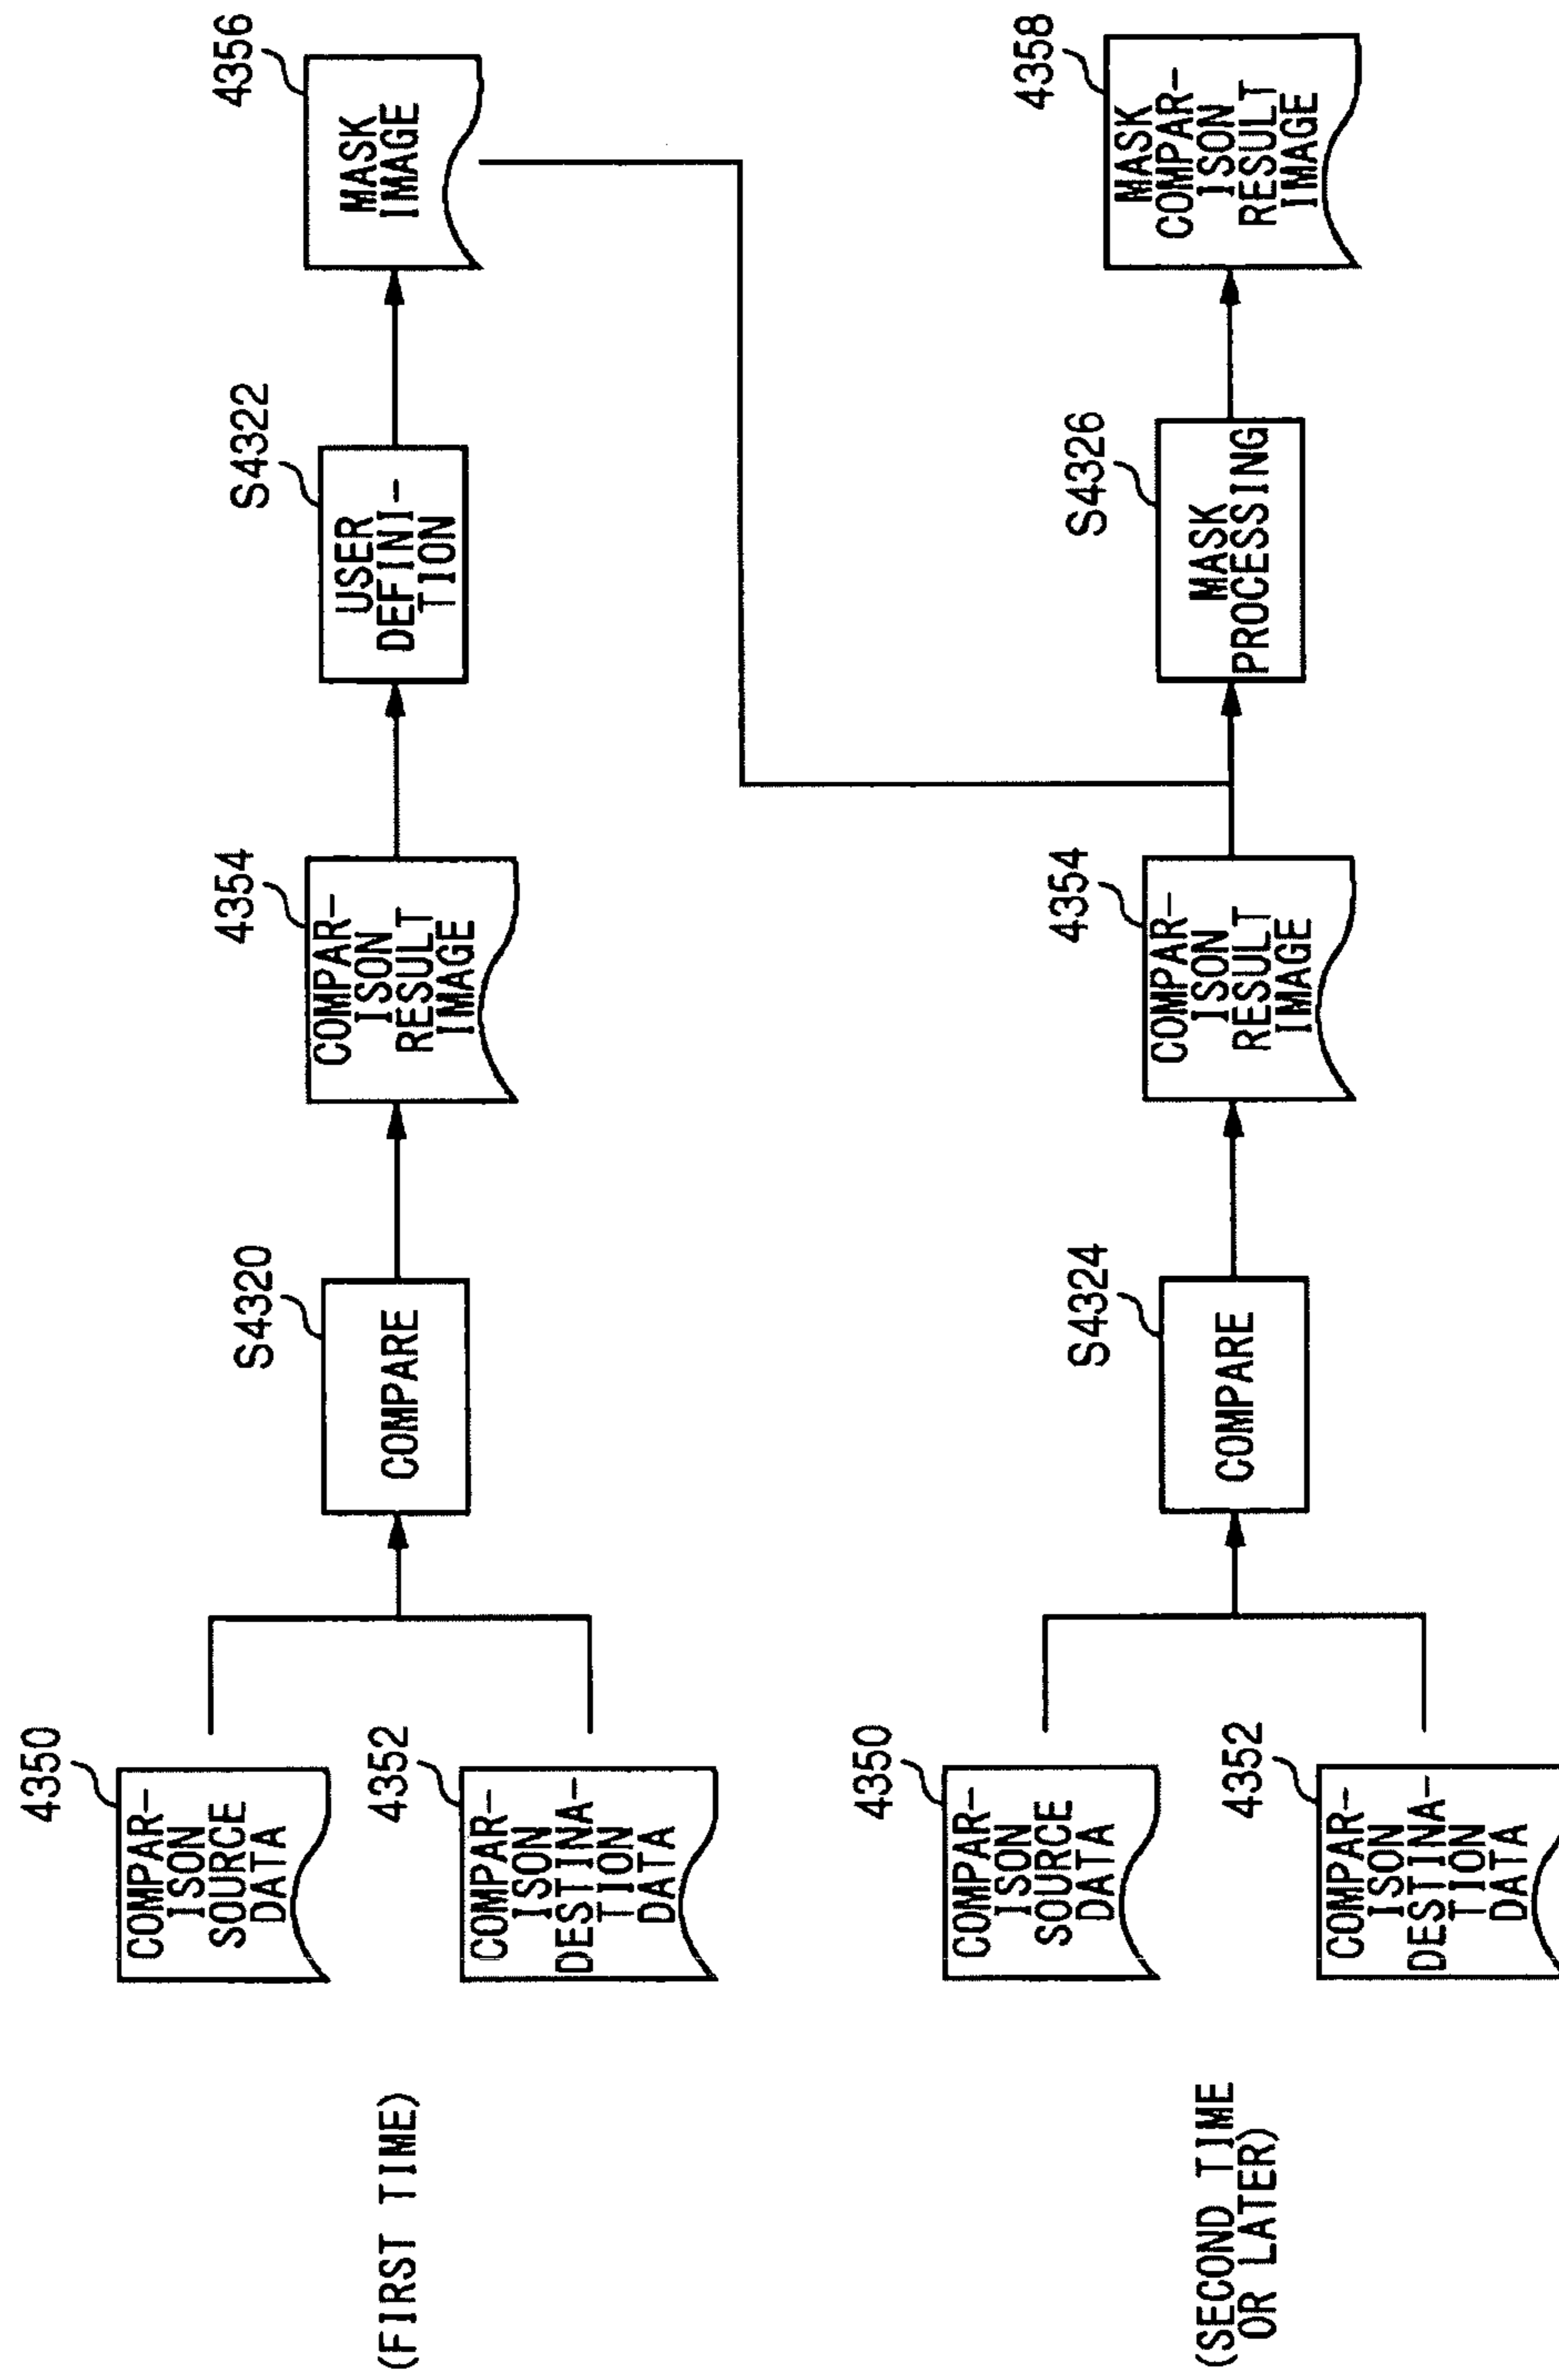 (FIRST TIME)
4350
COMPAR-
ISON
SOURCE
DATA
4352
COMPAR-
ISON
DESTINA-
TION
DATA
S4320
COMPARE
4354
COMPAR-
ISON
RESULT
IMAGE
S4322
USER
DEFINI-
TION
4356
MASK
IMAGE
(SECOND TIME
OR LATER)
4350
COMPAR-
ISON
SOURCE
DATA
4352
COMPAR-
ISON
DESTINA-
TION
DATA
S4324
COMPARE
4354
COMPAR-
ISON
RESULT
IMAGE
S4326
MASK
PROCESSING
4358
MASK
COMPAR-
ISON
RESULT
IMAGE